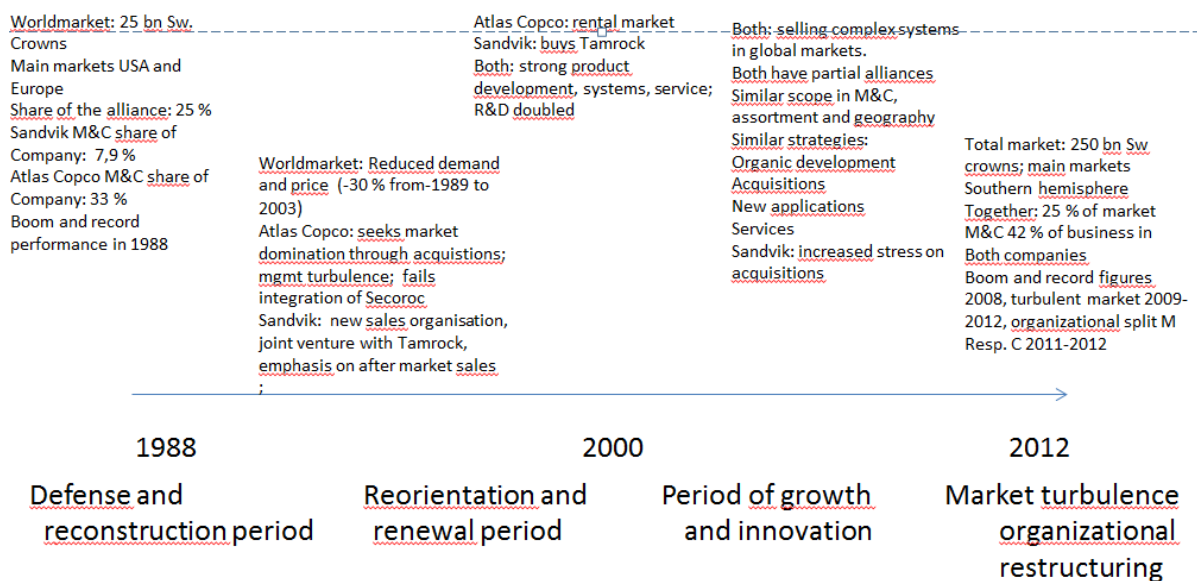 Worldmarket: 25 bn Sw.
Crowns
Main markets USA and
Europe
Share of the alliance: 25 %
Sandvik M&C share of
Company:  7,9 %
Atlas Copco M&C share of
Company: 33 %
Boom and record
performance in 1988
Worldmarket: Reduced demand
and price  (-30 % from-1989 to
2003)
Atlas Copco: seeks market
domination through acquistions;
mgmt turbulence;  fails
integration of Secoroc
Sandvik:  new sales organisation,
joint venture with Tamrock,
emphasis on after market sales
;
Atlas Copco: rental market
Sandvik: buys Tamrock
Both: strong product
development, systems, service;
R&D doubled
Both: selling complex systems
in global markets.
Both have partial alliances
Similar scope in M&C,
assortment and geography
Similar strategies:
Organic development
Acquisitions
New applications
Services
Sandvik: increased stress on
acquisitions
Total market: 250 bn Sw
crowns; main markets
Southern hemisphere
Together: 25 % of market
M&C 42 % of business in
Both companies
Boom and record figures
2008, turbulent market 2009-
2012, organizational split M
Resp. C 2011-2012
1988
2000
2012
Defense and
reconstruction period
Reorientation and
renewal period
Period of growth
and innovation
Market turbulence
organizational
restructuring